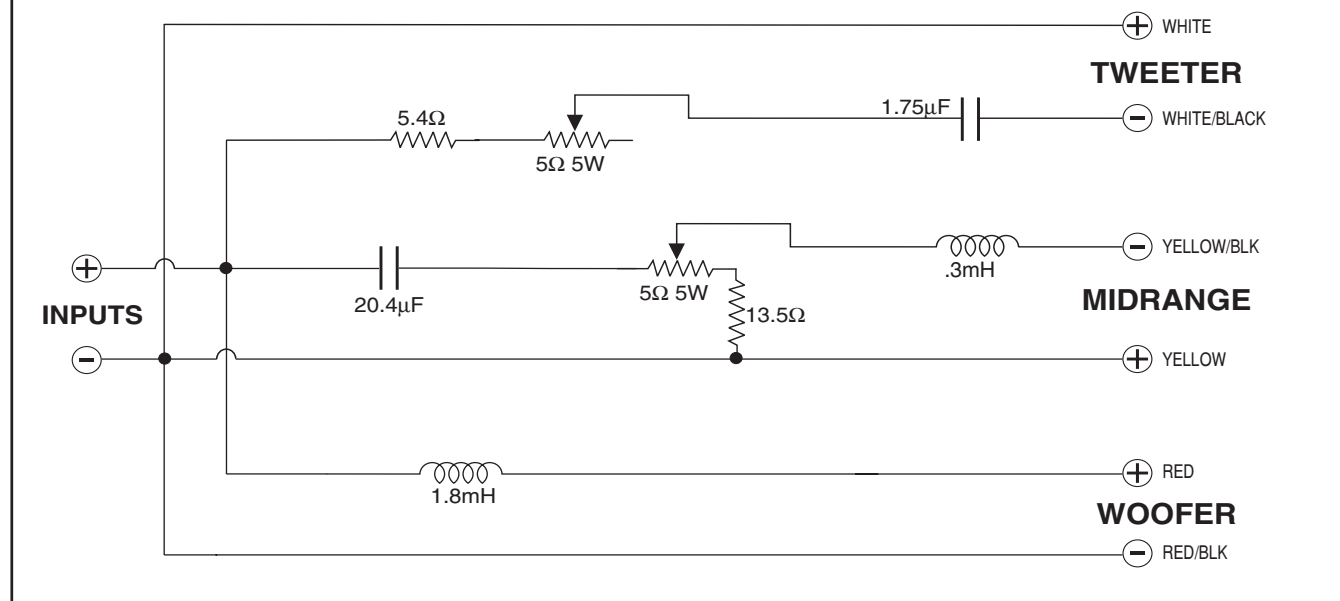 + WHITE
TWEETER
1.75μF
− WHITE/BLACK
5.4Ω
5Ω 5W
− YELLOW/BLK
.3mH
+
20.4μF
5Ω 5W
MIDRANGE
INPUTS
13.5Ω
−
+ YELLOW
+ RED
1.8mH
WOOFER
− RED/BLK